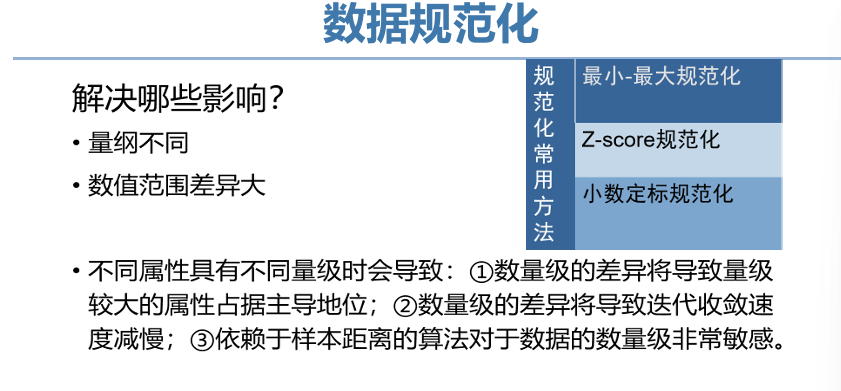 数据规范化
解决哪些影响？
• 量纲不同
• 数值范围差异大
规范化常用方法
最小-最大规范化
Z-score规范化
小数定标规范化
• 不同属性具有不同量级时会导致：①数量级的差异将导致量级
较大的属性占据主导地位；②数量级的差异将导致迭代收敛速
度减慢；③依赖于样本距离的算法对于数据的数量级非常敏感。